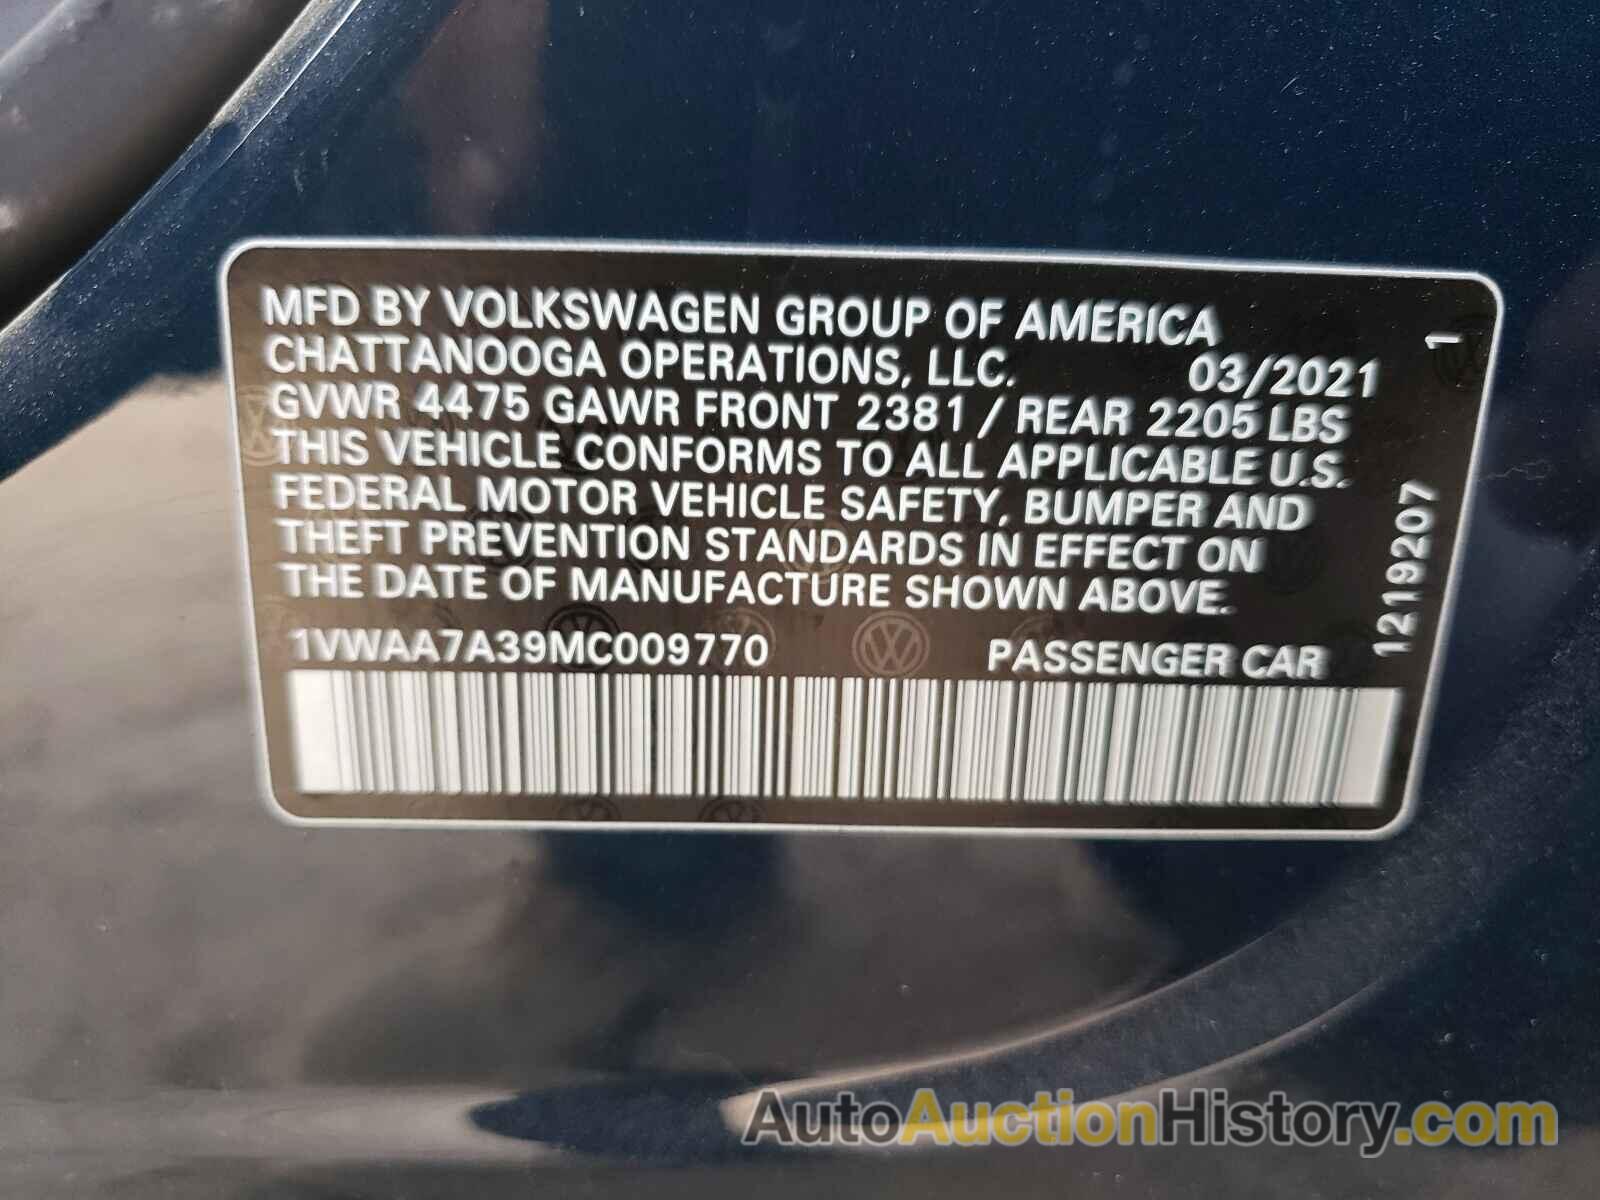 MFD BY VOLKSWAGEN GROUP OF AMERICA
CHATTANOOGA OPERATIONS, LLC. 03/2021 1
GVWR 4475 GAWR FRONT 2381 / REAR 2205 LBS
THIS VEHICLE CONFORMS TO ALL APPLICABLE U.S.
FEDERAL MOTOR VEHICLE SAFETY, BUMPER AND
THEFT PREVENTION STANDARDS IN EFFECT ON
THE DATE OF MANUFACTURE SHOWN ABOVE.
1VWAA7A39MC009770 PASSENGER CAR
1219207
AutoAuctionHistory.com